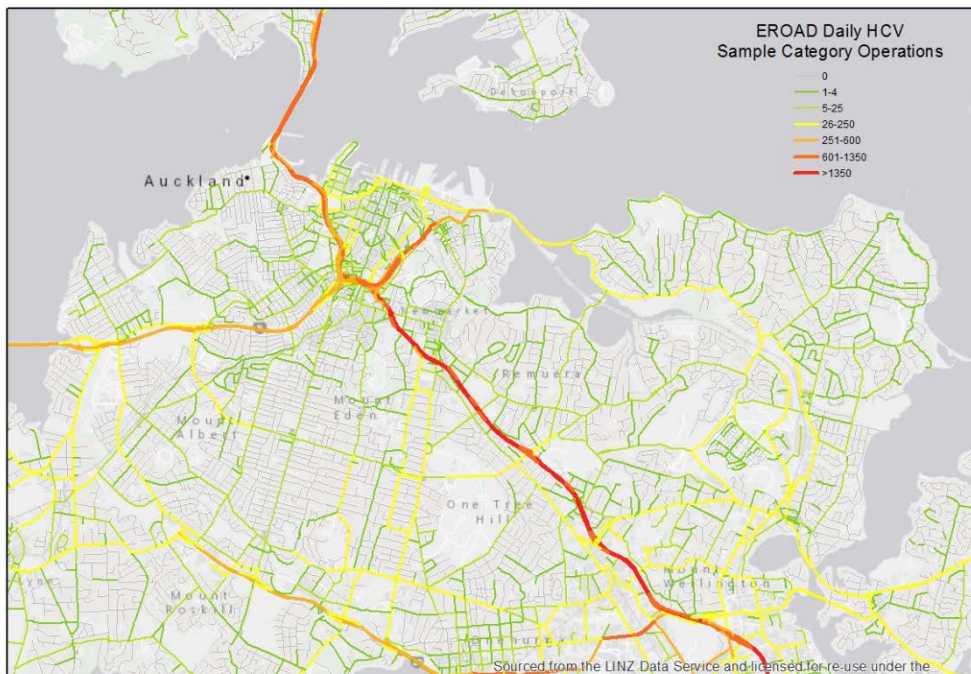 EROAD Daily HCV
Sample Category Operations
0
1-4
5-25
26-250
251-600
601-1350
>1350
Devonport
Auckland
Newmarket
Remuera
Mount
Eden
Mount
Albert
One Tree
Hill
Mount
Wellington
Lynn
Mount
Roskill
Onehunga
Sourced from the LINZ Data Service and licensed for re-use under the